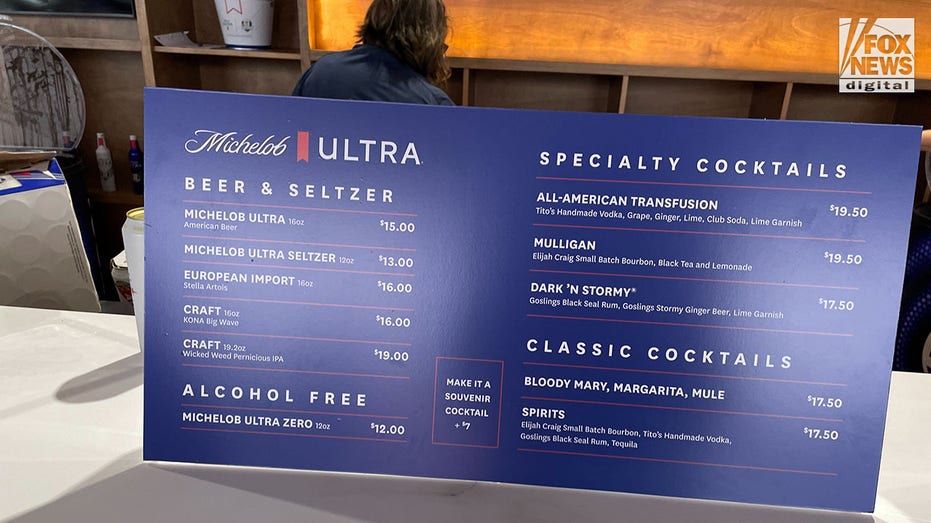 FOX
NEWS
digital
Michelob ULTRA
BEER & SELTZER
MICHELOB ULTRA 16oz $15.00
American Beer
MICHELOB ULTRA SELTZER 12oz $13.00
EUROPEAN IMPORT 16oz $16.00
Stella Artois
CRAFT 16oz $16.00
KONA Big Wave
CRAFT 19.2oz $19.00
Wicked Weed Pernicious IPA
ALCOHOL FREE
MICHELOB ULTRA ZERO 12oz $12.00
MAKE IT A
SOUVENIR
COCKTAIL
+ $7
SPECIALTY COCKTAILS
ALL-AMERICAN TRANSFUSION $19.50
Tito's Handmade Vodka, Grape, Ginger, Lime, Club Soda, Lime Garnish
MULLIGAN $19.50
Elijah Craig Small Batch Bourbon, Black Tea and Lemonade
DARK 'N STORMY® $17.50
Goslings Black Seal Rum, Goslings Stormy Ginger Beer, Lime Garnish
CLASSIC COCKTAILS
BLOODY MARY, MARGARITA, MULE $17.50
SPIRITS $17.50
Elijah Craig Small Batch Bourbon, Tito's Handmade Vodka,
Goslings Black Seal Rum, Tequila